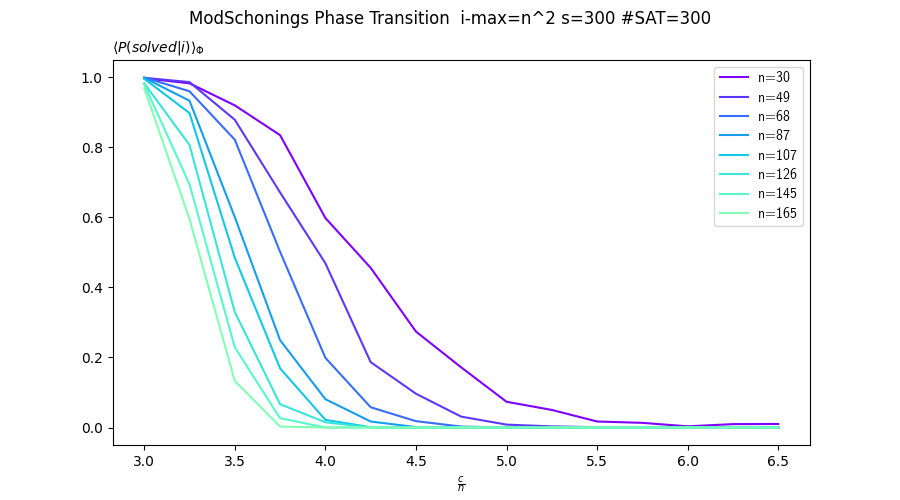 ModSchonings Phase Transition  i-max=n^2 s=300 #SAT=300
⟨P(solved|i)⟩_Φ
n=30
n=49
n=68
n=87
n=107
n=126
n=145
n=165
1.0
0.8
0.6
0.4
0.2
0.0
3.0 3.5 4.0 4.5 5.0 5.5 6.0 6.5
c/n